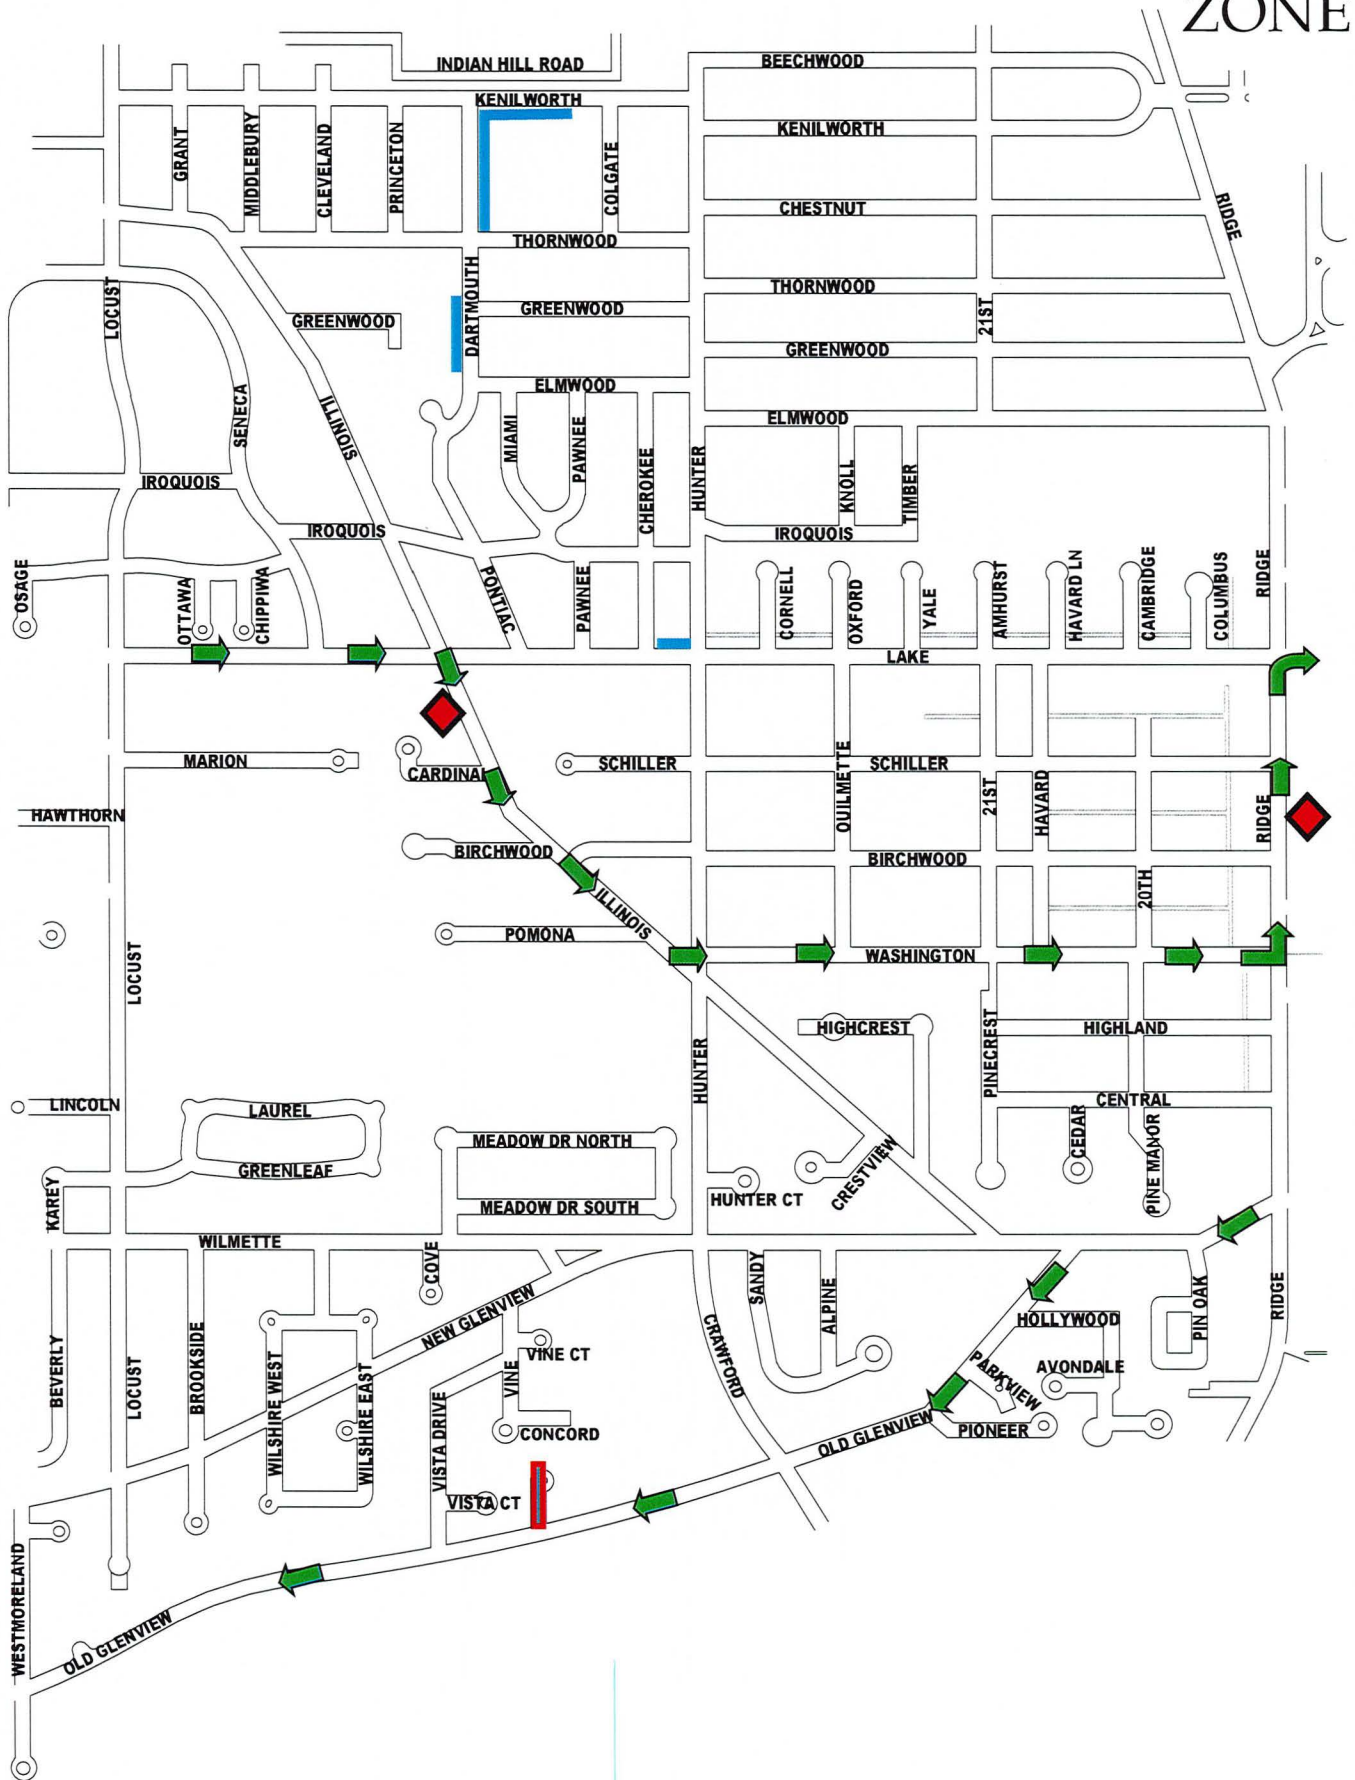 ZONE
INDIAN HILL ROAD
BEECHWOOD
KENILWORTH
KENILWORTH
GRANT
MIDDLEBURY
CLEVELAND
PRINCETON
COLGATE
CHESTNUT
RIDGE
THORNWOOD
DARTMOUTH
THORNWOOD
LOCUST
GREENWOOD
GREENWOOD
21ST
GREENWOOD
SENECA
ILLINOIS
ELMWOOD
ELMWOOD
MIAMI
PAWNEE
CHEROKEE
HUNTER
KNOLL
TIMBER
IROQUOIS
IROQUOIS
IROQUOIS
OSAGE
OTTAWA
CHIPPIWA
PONTIAC
PAWNEE
CORNELL
OXFORD
YALE
AMHURST
HAVARD LN
CAMBRIDGE
COLUMBUS
RIDGE
LAKE
MARION
CARDINAL
SCHILLER
QUILMETTE
SCHILLER
21ST
HAVARD
RIDGE
HAWTHORN
BIRCHWOOD
BIRCHWOOD
20TH
ILLINOIS
POMONA
WASHINGTON
LOCUST
HIGHCREST
PINECREST
HIGHLAND
HUNTER
LINCOLN
LAUREL
CENTRAL
MEADOW DR NORTH
CEDAR
PINE MANOR
GREENLEAF
CRESTVIEW
KAREY
HUNTER CT
MEADOW DR SOUTH
WILMETTE
COVE
SANDY
ALPINE
PIN OAK
RIDGE
NEW GLENVIEW
HOLLYWOOD
BEVERLY
LOCUST
BROOKSIDE
WILSHIRE WEST
WILSHIRE EAST
VINE CT
VINE
CRAWFORD
PARKVIEW
AVONDALE
VISTA DRIVE
CONCORD
OLD GLENVIEW
PIONEER
VISTA CT
WESTMORELAND
OLD GLENVIEW